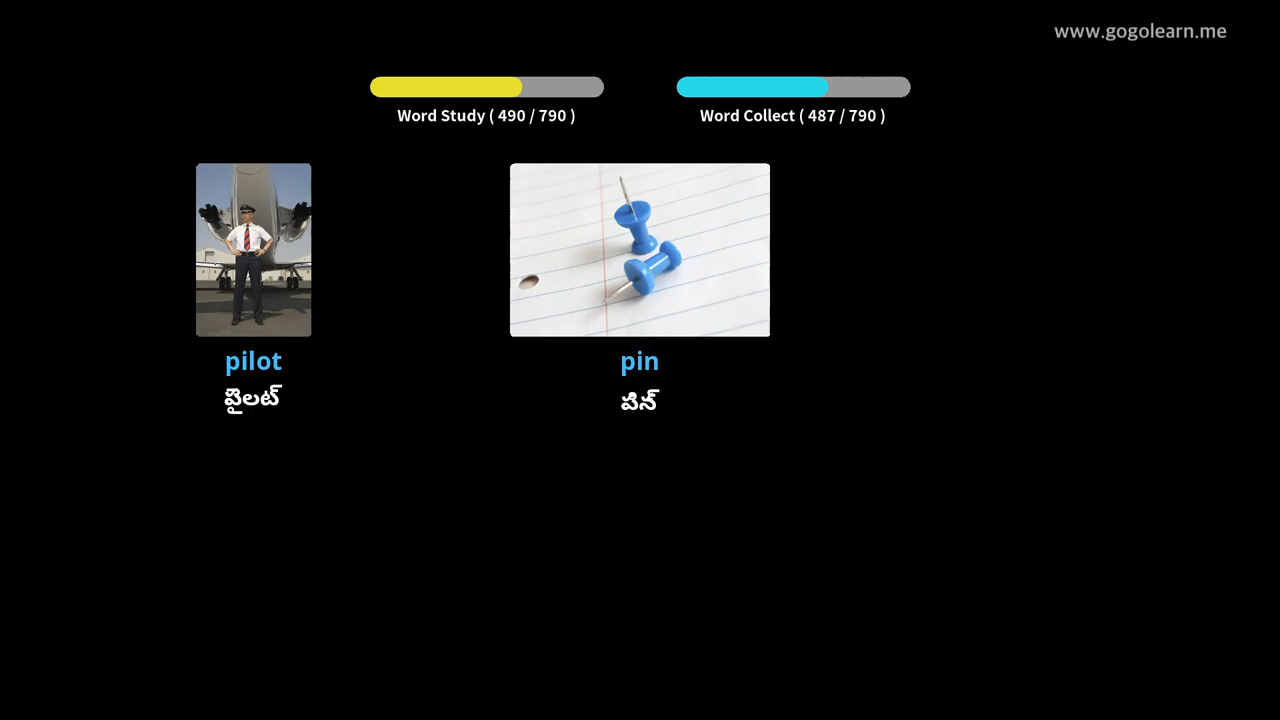 www.gogolearn.me
Word Study ( 490 / 790 )
Word Collect ( 487 / 790 )
pilot
పైలట్
pin
పిన్